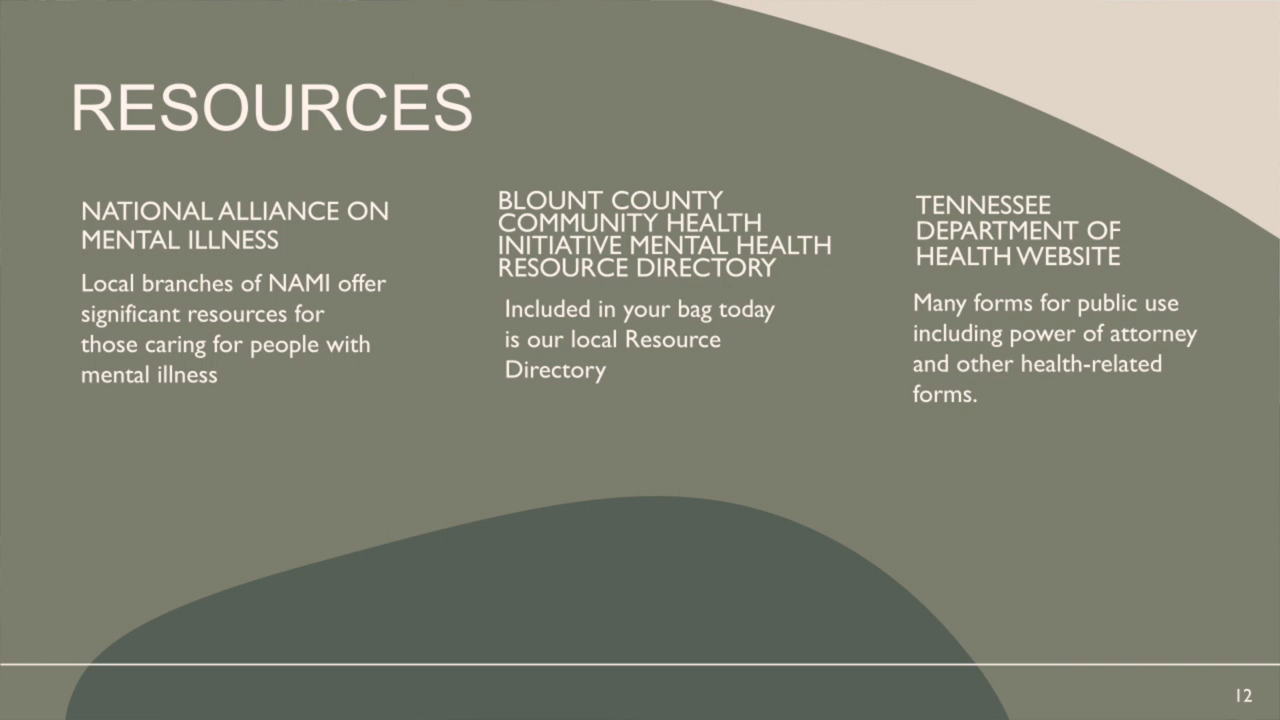 RESOURCES
NATIONAL ALLIANCE ON
MENTAL ILLNESS
Local branches of NAMI offer
significant resources for
those caring for people with
mental illness
BLOUNT COUNTY
COMMUNITY HEALTH
INITIATIVE MENTAL HEALTH
RESOURCE DIRECTORY
Included in your bag today
is our local Resource
Directory
TENNESSEE
DEPARTMENT OF
HEALTH WEBSITE
Many forms for public use
including power of attorney
and other health-related
forms.
12